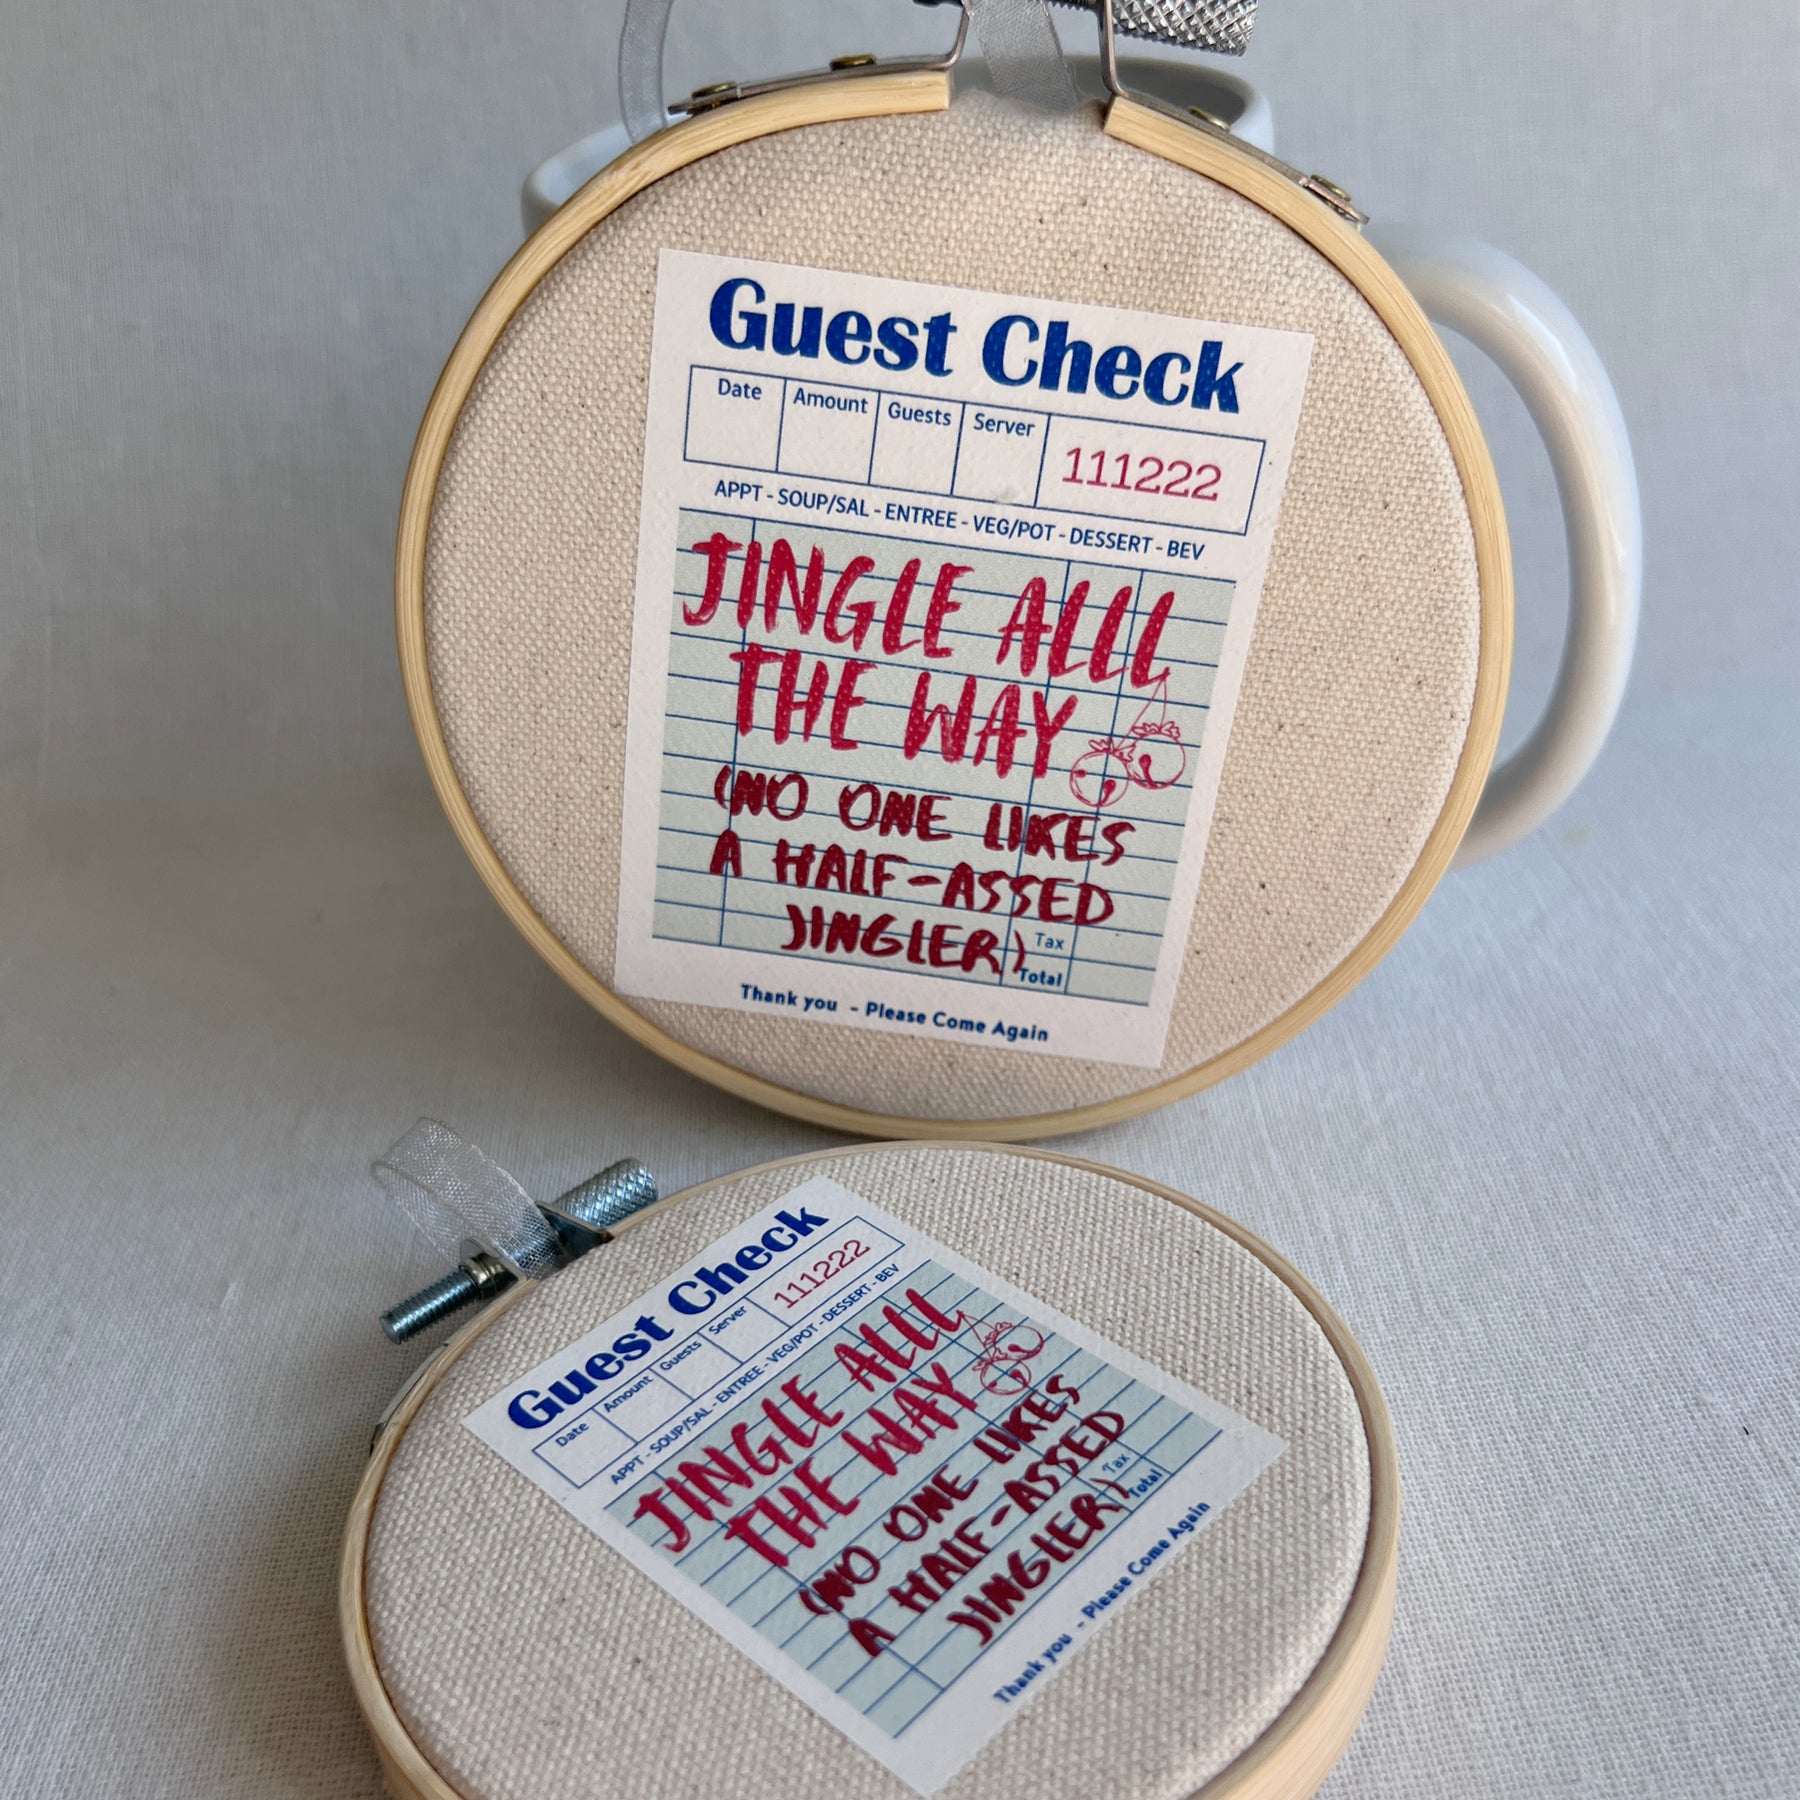 Guest Check
Date Amount Guests Server 111222
APPT - SOUP/SAL - ENTREE - VEG/POT - DESSERT - BEV
JINGLE ALLL
THE WAY
(NO ONE LIKES
A HALF-ASSED
JINGLER)
Tax
Total
Thank you - Please Come Again
Guest Check
Date Amount Guests Server 111222
APPT - SOUP/SAL - ENTREE - VEG/POT - DESSERT - BEV
JINGLE ALLL
THE WAY
(NO ONE LIKES
A HALF-ASSED
JINGLER)
Tax
Total
Thank you - Please Come Again